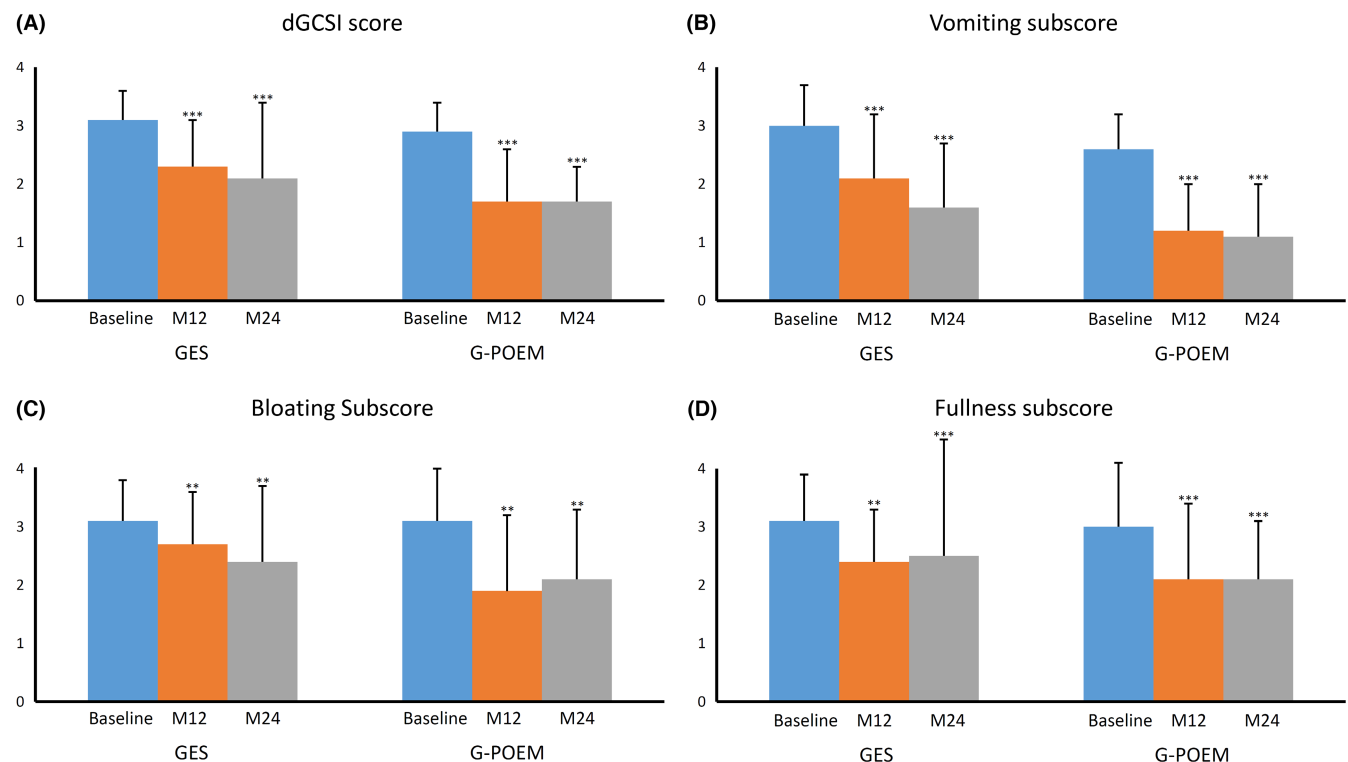 (A) dGCSI score
4
3
2
1
0
*** *** *** ***
Baseline M12 M24 Baseline M12 M24
GES G-POEM
(B) Vomiting subscore
4
3
2
1
0
*** *** *** ***
Baseline M12 M24 Baseline M12 M24
GES G-POEM
(C) Bloating Subscore
4
3
2
1
0
** ** ** **
Baseline M12 M24 Baseline M12 M24
GES G-POEM
(D) Fullness subscore
4
3
2
1
0
** *** *** ***
Baseline M12 M24 Baseline M12 M24
GES G-POEM